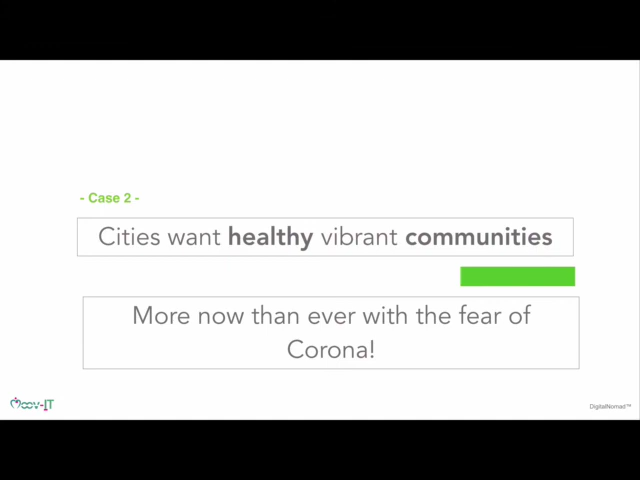 - Case 2 -
Cities want healthy vibrant communities
More now than ever with the fear of
Corona!
Moov-IT
DigitalNomad™